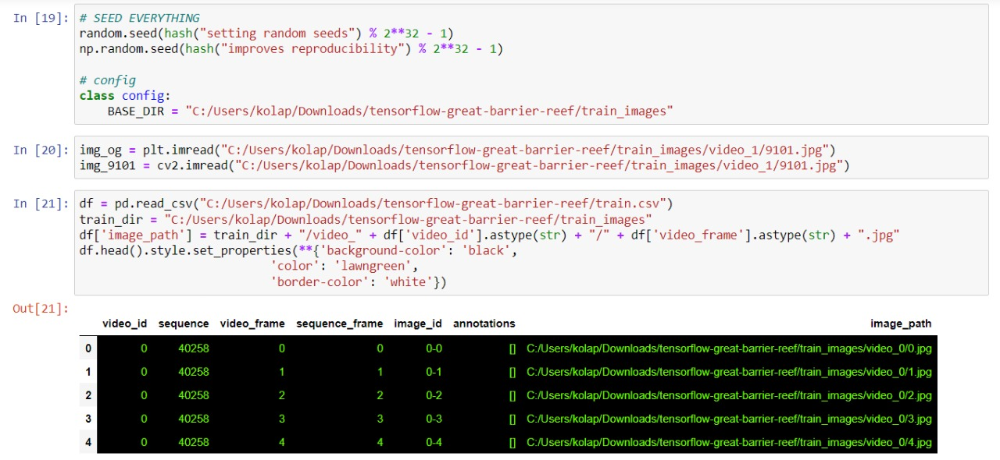 In [19]: # SEED EVERYTHING
random.seed(hash("setting random seeds") % 2**32 - 1)
np.random.seed(hash("improves reproducibility") % 2**32 - 1)
# config
class config:
BASE_DIR = "C:/Users/kolap/Downloads/tensorflow-great-barrier-reef/train_images"
In [20]: img_og = plt.imread("C:/Users/kolap/Downloads/tensorflow-great-barrier-reef/train_images/video_1/9101.jpg")
img_9101 = cv2.imread("C:/Users/kolap/Downloads/tensorflow-great-barrier-reef/train_images/video_1/9101.jpg")
In [21]: df = pd.read_csv("C:/Users/kolap/Downloads/tensorflow-great-barrier-reef/train.csv")
train_dir = "C:/Users/kolap/Downloads/tensorflow-great-barrier-reef/train_images"
df['image_path'] = train_dir + "/video_" + df['video_id'].astype(str) + "/" + df['video_frame'].astype(str) + ".jpg"
df.head().style.set_properties(**{'background-color': 'black',
'color': 'lawngreen',
'border-color': 'white'})
Out[21]:
video_id sequence video_frame sequence_frame image_id annotations image_path
0 0 40258 0 0 0-0 [] C:/Users/kolap/Downloads/tensorflow-great-barrier-reef/train_images/video_0/0.jpg
1 0 40258 1 1 0-1 [] C:/Users/kolap/Downloads/tensorflow-great-barrier-reef/train_images/video_0/1.jpg
2 0 40258 2 2 0-2 [] C:/Users/kolap/Downloads/tensorflow-great-barrier-reef/train_images/video_0/2.jpg
3 0 40258 3 3 0-3 [] C:/Users/kolap/Downloads/tensorflow-great-barrier-reef/train_images/video_0/3.jpg
4 0 40258 4 4 0-4 [] C:/Users/kolap/Downloads/tensorflow-great-barrier-reef/train_images/video_0/4.jpg